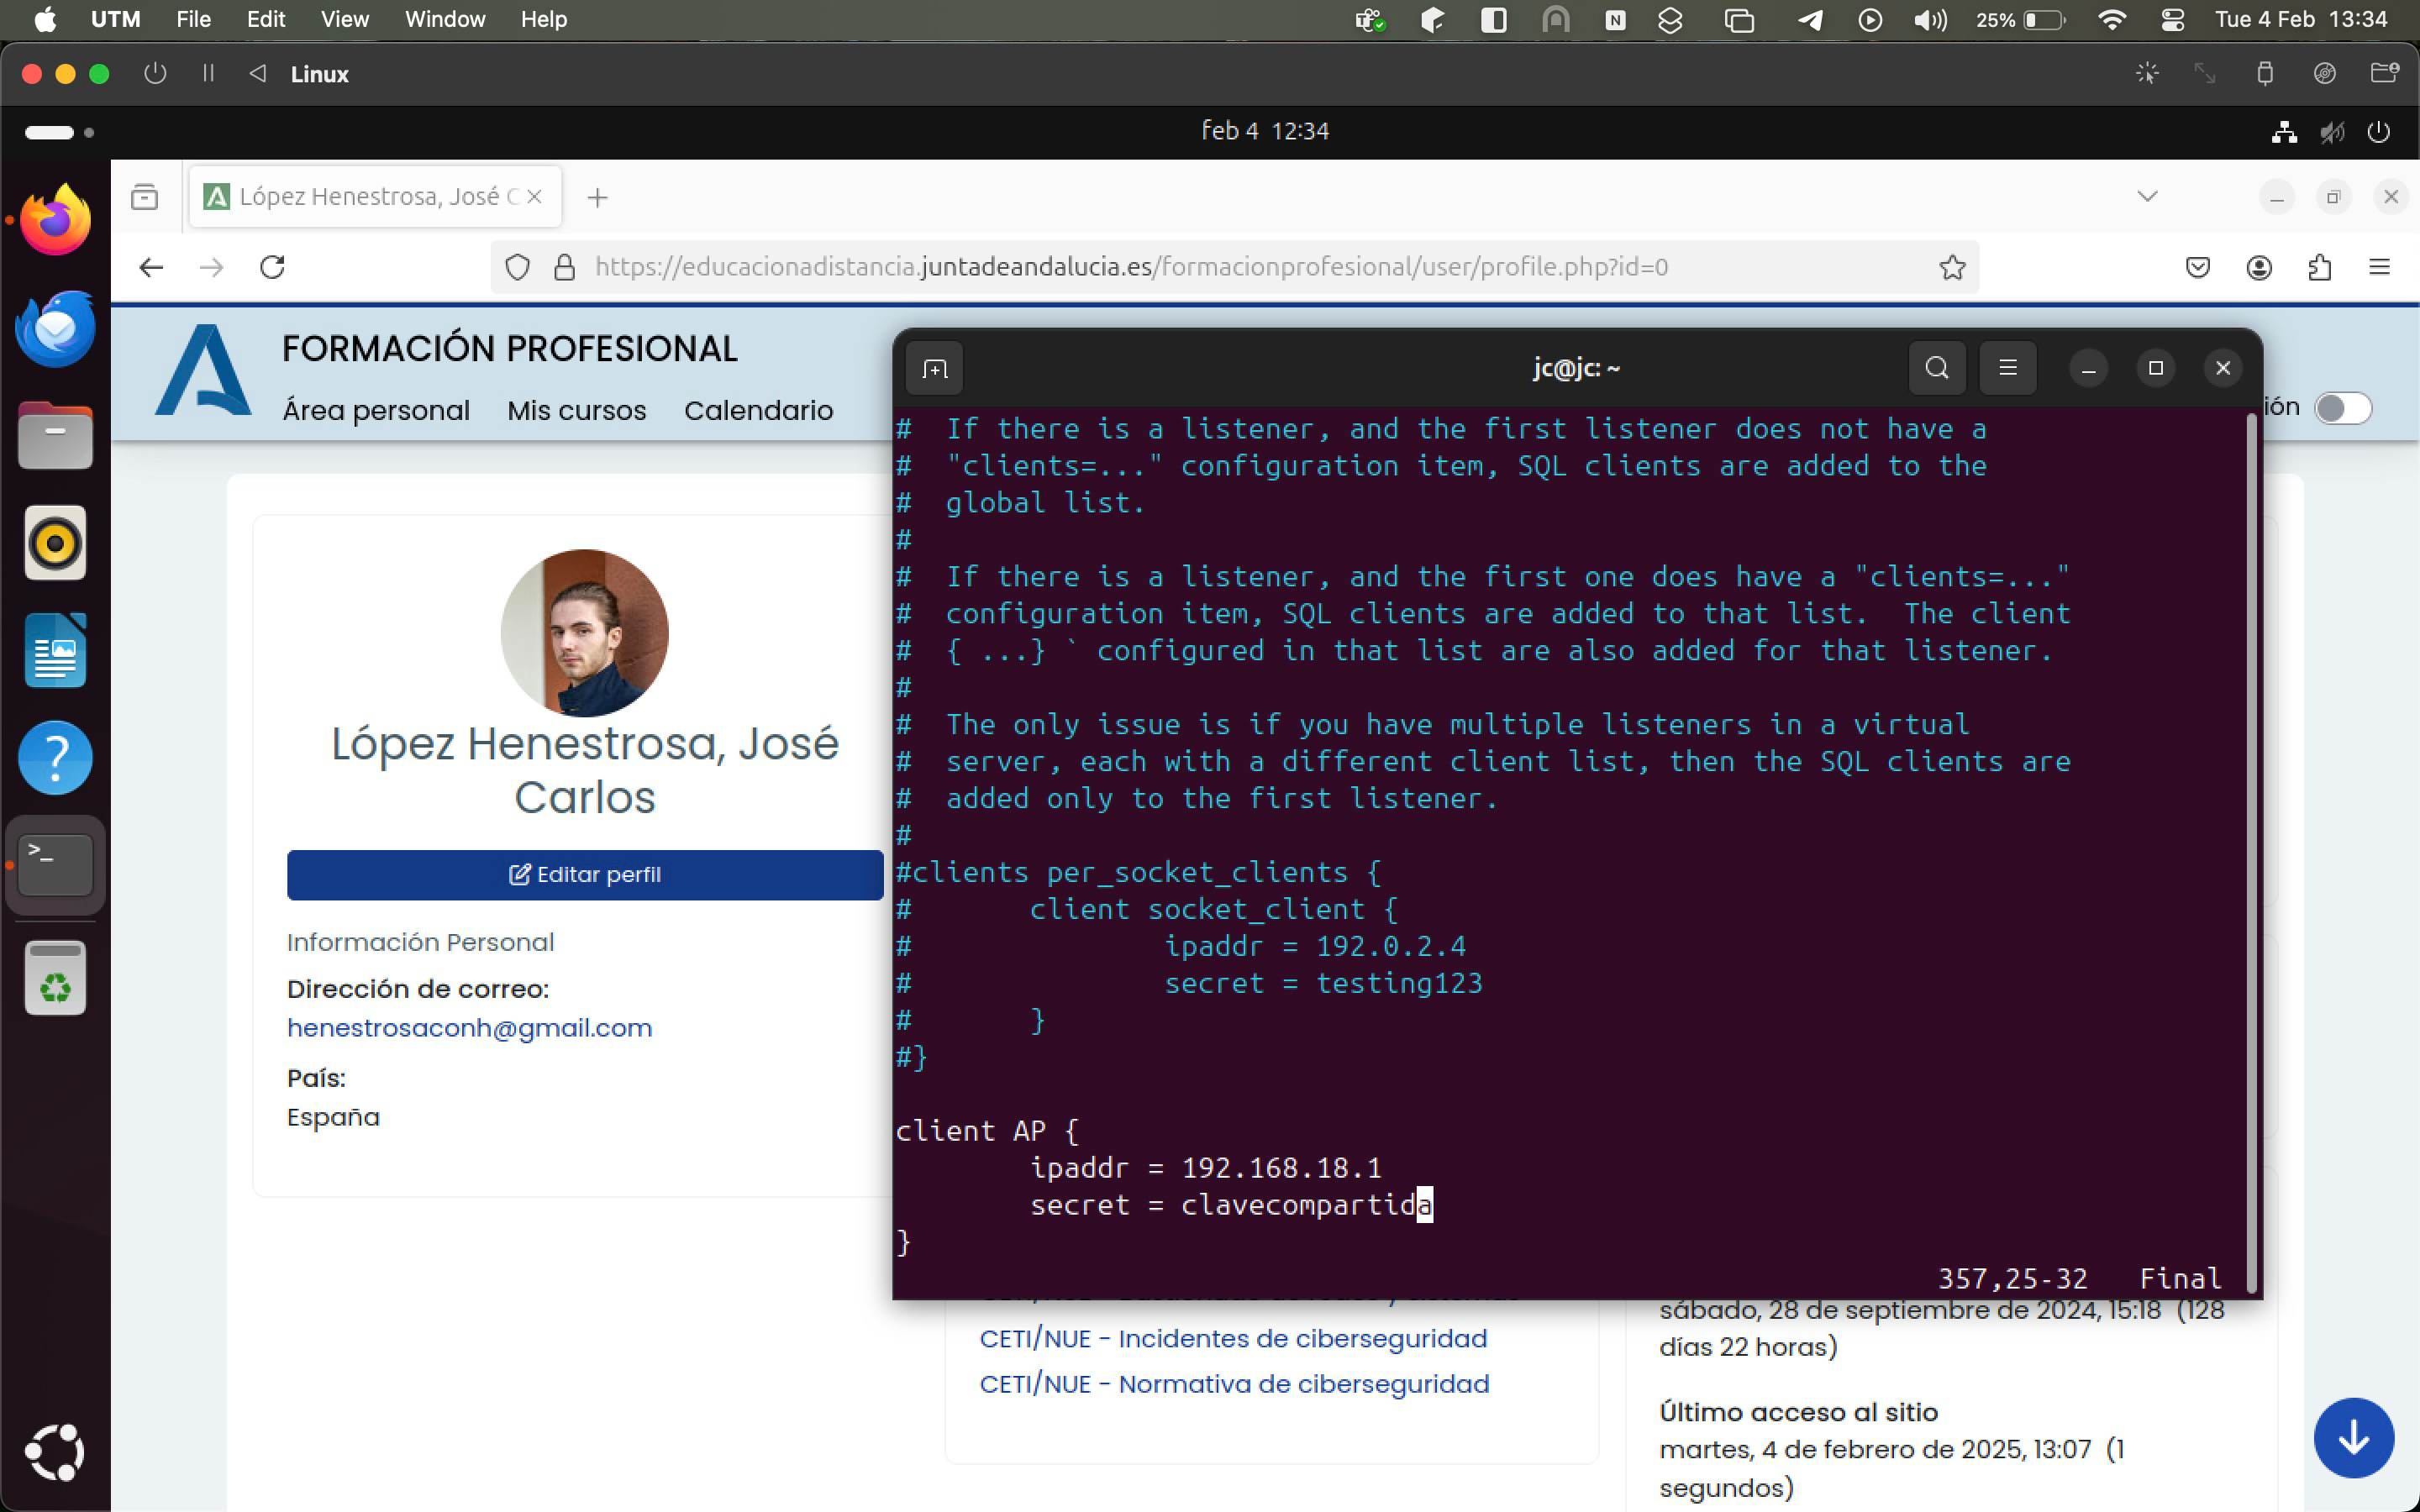 UTM File Edit View Window Help
25% Tue 4 Feb 13:34
Linux
feb 4 12:34
López Henestrosa, José C
https://educacionadistancia.juntadeandalucia.es/formacionprofesional/user/profile.php?id=0
FORMACIÓN PROFESIONAL
Área personal Mis cursos Calendario
ión
López Henestrosa, José
Carlos
Editar perfil
Información Personal
Dirección de correo:
henestrosaconh@gmail.com
País:
España
jc@jc: ~
# If there is a listener, and the first listener does not have a
# "clients=..." configuration item, SQL clients are added to the
# global list.
#
# If there is a listener, and the first one does have a "clients=..."
# configuration item, SQL clients are added to that list. The client
# { ...} ` configured in that list are also added for that listener.
#
# The only issue is if you have multiple listeners in a virtual
# server, each with a different client list, then the SQL clients are
# added only to the first listener.
#
#clients per_socket_clients {
# client socket_client {
# ipaddr = 192.0.2.4
# secret = testing123
# }
#}
client AP {
ipaddr = 192.168.18.1
secret = clavecompartida
}
357,25-32 Final
CETI/NUE - Incidentes de ciberseguridad
CETI/NUE - Normativa de ciberseguridad
sábado, 28 de septiembre de 2024, 15:18 (128
días 22 horas)
Último acceso al sitio
martes, 4 de febrero de 2025, 13:07 (1
segundos)